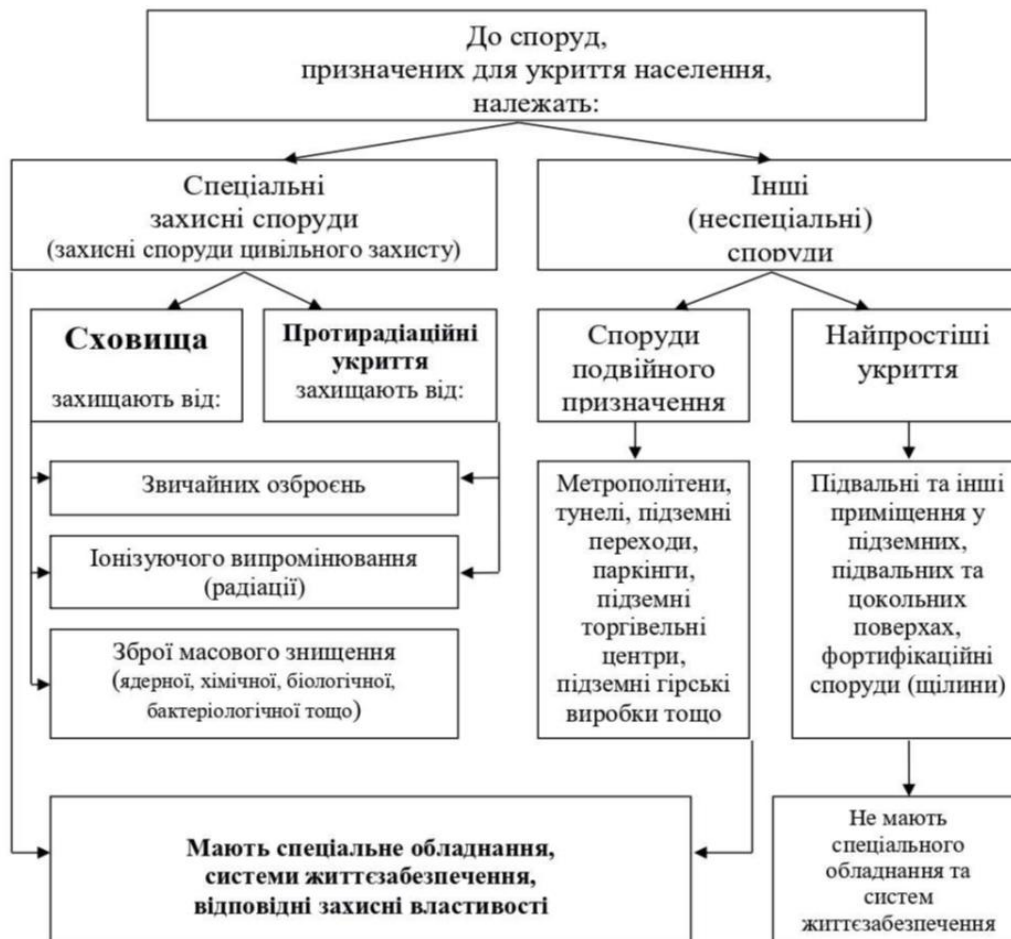 До споруд,
призначених для укриття населення,
належать:
Спеціальні
захисні споруди
(захисні споруди цивільного захисту)
Інші
(неспеціальні)
споруди
Сховища
захищають від:
Протирадіаційні
укриття
захищають від:
Споруди
подвійного
призначення
Найпростіші
укриття
Звичайних озброєнь
Іонізуючого випромінювання
(радіації)
Зброї масового знищення
(ядерної, хімічної, біологічної,
бактеріологічної тощо)
Метрополітени,
тунелі, підземні
переходи,
паркінги,
підземні
торгівельні
центри,
підземні гірські
виробки тощо
Підвальні та інші
приміщення у
підземних,
підвальних та
цокольних
поверхах,
фортифікаційні
споруди (щілини)
Мають спеціальне обладнання,
системи життєзабезпечення,
відповідні захисні властивості
Не мають
спеціального
обладнання та
систем
життєзабезпечення